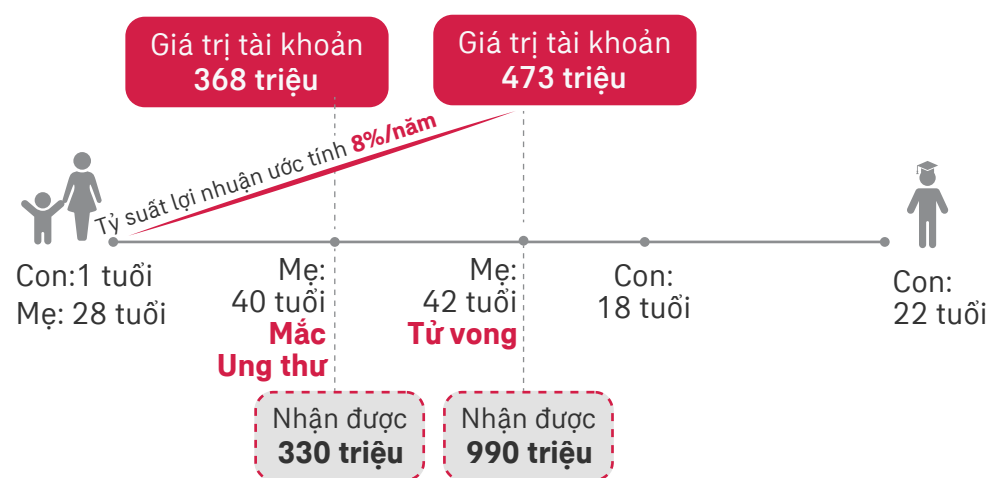 Giá trị tài khoản
368 triệu
Giá trị tài khoản
473 triệu
Tỷ suất lợi nhuận ước tính 8%/năm
Con:1 tuổi
Mẹ: 28 tuổi
Mẹ:
40 tuổi
Mắc
Ung thư
Mẹ:
42 tuổi
Tử vong
Con:
18 tuổi
Con:
22 tuổi
Nhận được
330 triệu
Nhận được
990 triệu